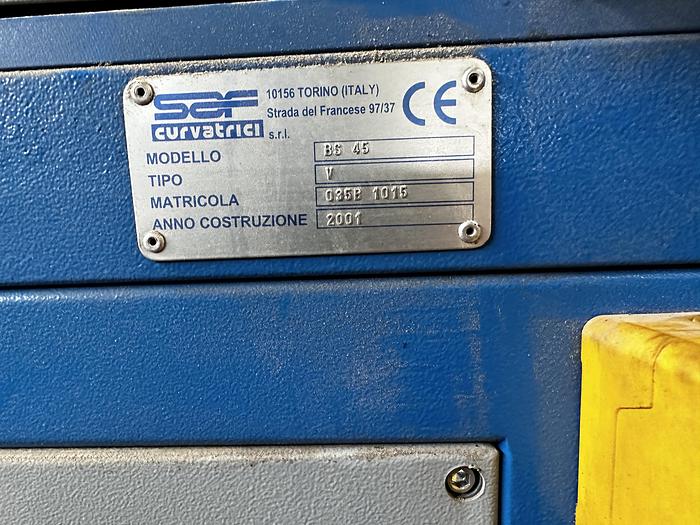 SAF
curvatrici s.r.l.
10156 TORINO (ITALY)
Strada del Francese 97/37
CE
MODELLO BS 45
TIPO V
MATRICOLA 035B 1015
ANNO COSTRUZIONE 2001